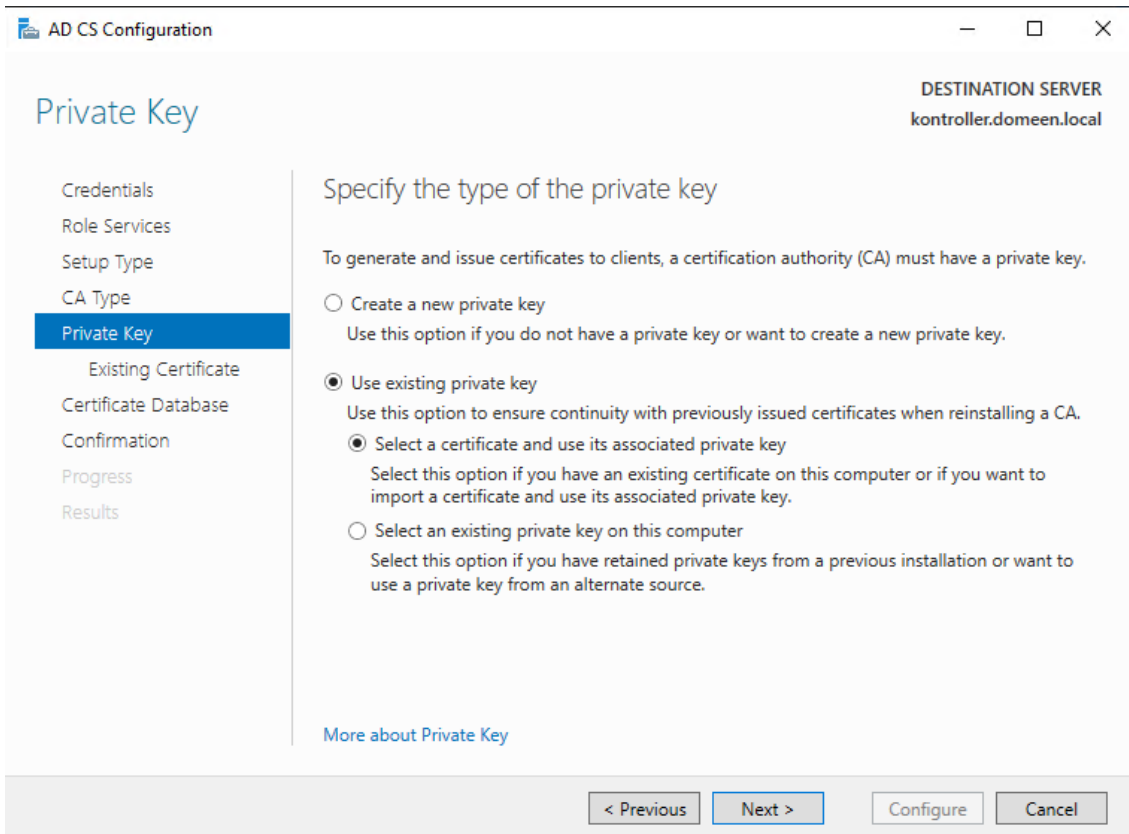 AD CS Configuration
Private Key
DESTINATION SERVER
kontroller.domeen.local
Credentials
Role Services
Setup Type
CA Type
Private Key
Existing Certificate
Certificate Database
Confirmation
Progress
Results
Specify the type of the private key
To generate and issue certificates to clients, a certification authority (CA) must have a private key.
Create a new private key
Use this option if you do not have a private key or want to create a new private key.
Use existing private key
Use this option to ensure continuity with previously issued certificates when reinstalling a CA.
Select a certificate and use its associated private key
Select this option if you have an existing certificate on this computer or if you want to
import a certificate and use its associated private key.
Select an existing private key on this computer
Select this option if you have retained private keys from a previous installation or want to
use a private key from an alternate source.
More about Private Key
< Previous
Next >
Configure
Cancel